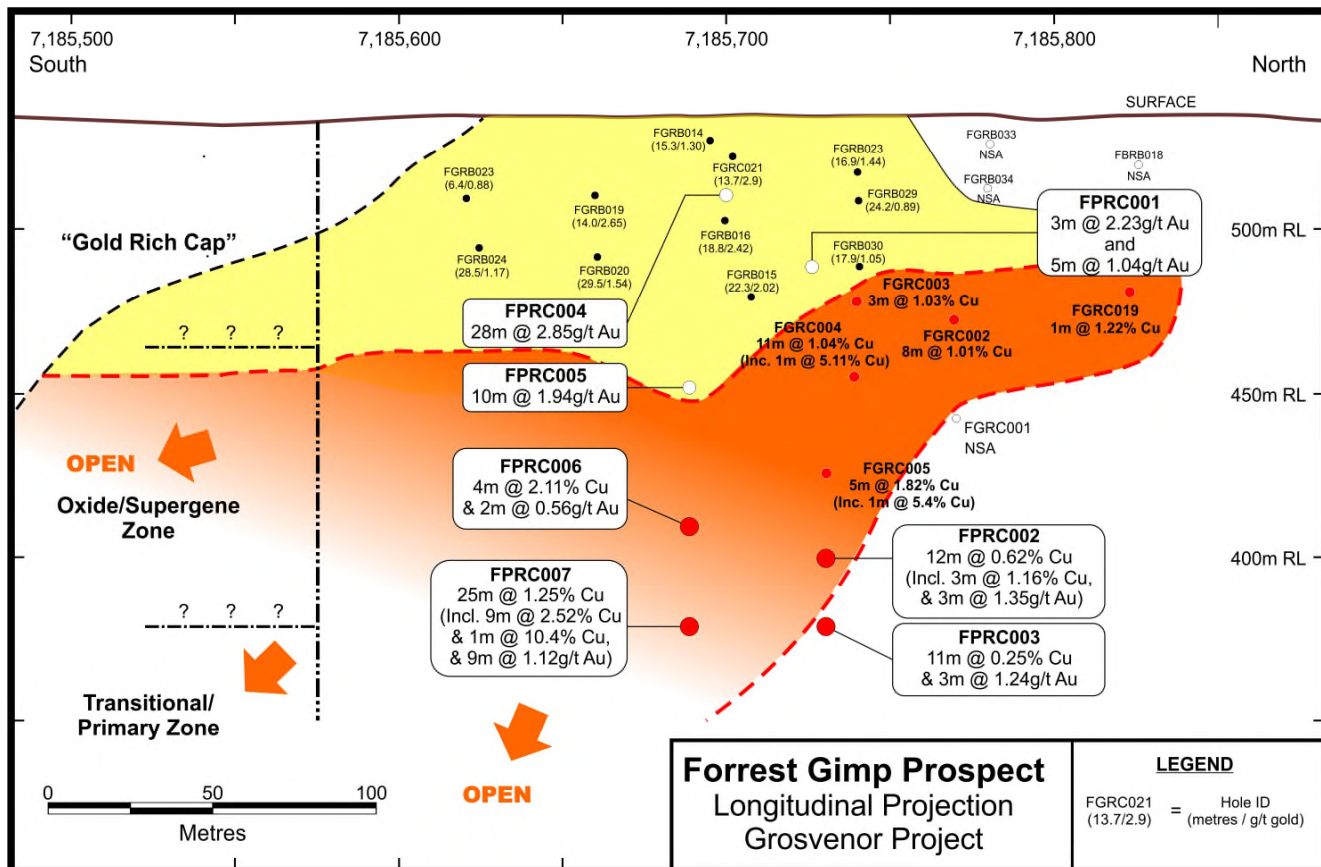 7,185,500
7,185,600
7,185,700
7,185,800
South
North
SURFACE
FGRB014
(15.3/1.30)
FGRC021
(13.7/2.9)
FGRB023
(16.9/1.44)
FGRB033
NSA
FBRB018
NSA
FGRB034
NSA
FGRB023
(6.4/0.88)
FGRB019
(14.0/2.65)
FGRB016
(18.8/2.42)
FGRB029
(24.2/0.89)
FPRC001
3m @ 2.23g/t Au
and
5m @ 1.04g/t Au
500m RL
"Gold Rich Cap"
FGRB024
(28.5/1.17)
FGRB020
(29.5/1.54)
FGRB015
(22.3/2.02)
FGRB030
(17.9/1.05)
FGRC003
3m @ 1.03% Cu
FGRC019
1m @ 1.22% Cu
FPRC004
28m @ 2.85g/t Au
FGRC004
11m @ 1.04% Cu
(Inc. 1m @ 5.11% Cu)
FGRC002
8m @ 1.01% Cu
? ? ?
FPRC005
10m @ 1.94g/t Au
450m RL
FGRC001
NSA
OPEN
Oxide/Supergene
Zone
FPRC006
4m @ 2.11% Cu
& 2m @ 0.56g/t Au
FGRC005
5m @ 1.82% Cu
(Inc. 1m @ 5.4% Cu)
FPRC002
12m @ 0.62% Cu
(Incl. 3m @ 1.16% Cu,
& 3m @ 1.35g/t Au)
400m RL
FPRC007
25m @ 1.25% Cu
(Incl. 9m @ 2.52% Cu
& 1m @ 10.4% Cu,
& 9m @ 1.12g/t Au)
? ? ?
FPRC003
11m @ 0.25% Cu
& 3m @ 1.24g/t Au
Transitional/
Primary Zone
OPEN
0 50 100
Metres
Forrest Gimp Prospect
Longitudinal Projection
Grosvenor Project
LEGEND
FGRC021 = Hole ID
(13.7/2.9) (metres / g/t gold)